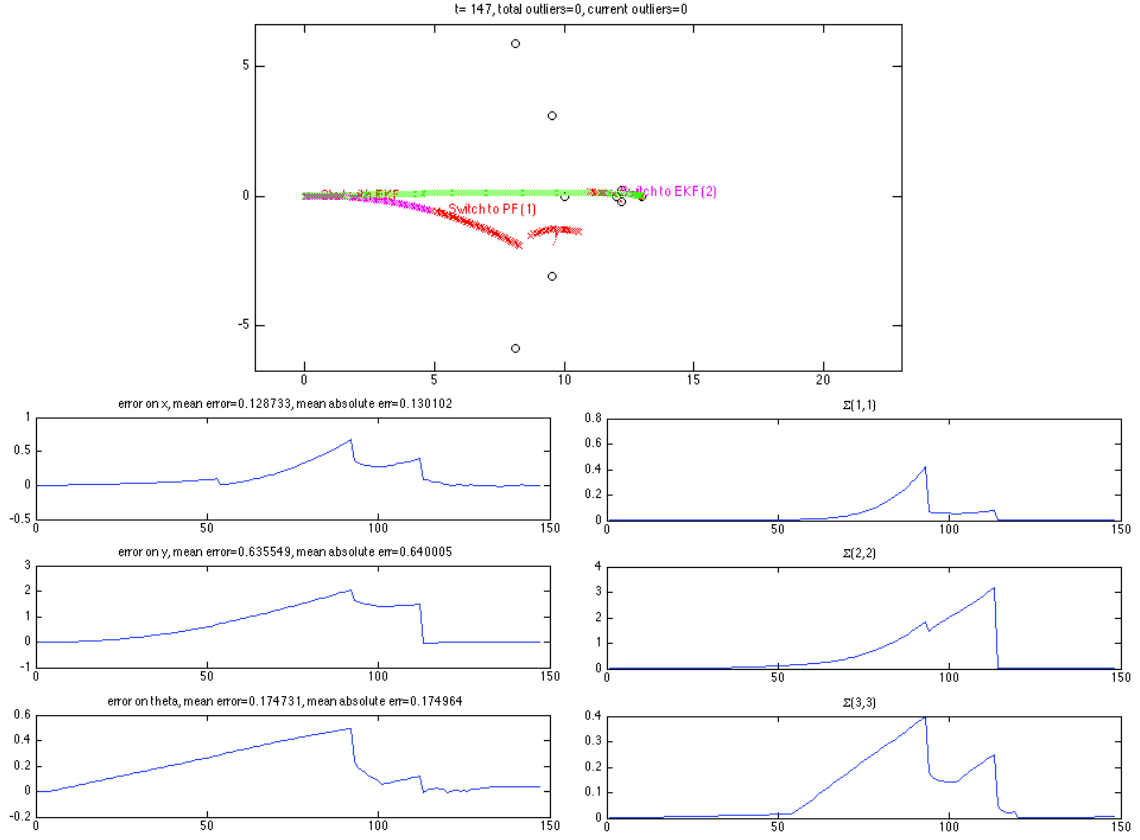 t= 147, total outliers=0, current outliers=0
5
0
-5
Start with EKF
Switch to PF(1)
Switch to EKF(2)
0 5 10 15 20
error on x, mean error=0.128733, mean absolute err=0.130102
1
0.5
0
-0.5
0 50 100 150
Σ(1,1)
0.8
0.6
0.4
0.2
0
0 50 100 150
error on y, mean error=0.635549, mean absolute err=0.640005
3
2
1
0
-1
0 50 100 150
Σ(2,2)
4
3
2
1
0
0 50 100 150
error on theta, mean error=0.174731, mean absolute err=0.174964
0.6
0.4
0.2
0
-0.2
0 50 100 150
Σ(3,3)
0.4
0.3
0.2
0.1
0
0 50 100 150